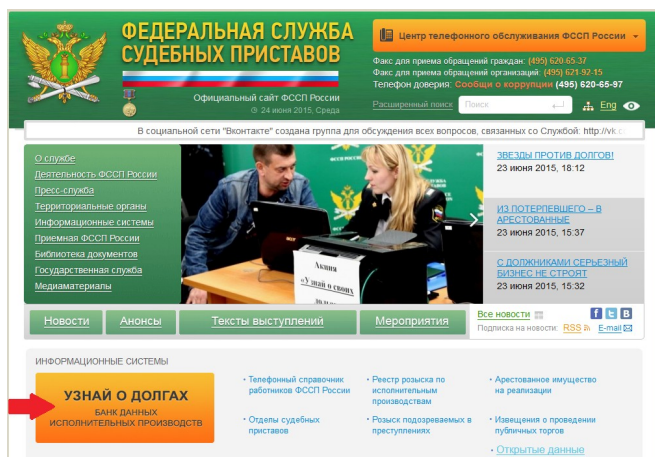 ФЕДЕРАЛЬНАЯ СЛУЖБА
СУДЕБНЫХ ПРИСТАВОВ
Официальный сайт ФССП России
24 июня 2015, Среда
Центр телефонного обслуживания ФССП России
Факс для приема обращений граждан: (495) 620-65-37
Факс для приема обращений организаций: (495) 621-92-15
Телефон доверия: Сообщи о коррупции (495) 620-65-97
Расширенный поиск Поиск Eng
В социальной сети "Вконтакте" создана группа для обсуждения всех вопросов, связанных со Службой: http://vk.c
О службе
Деятельность ФССП России
Пресс-служба
Территориальные органы
Информационные системы
Приемная ФССП России
Библиотека документов
Государственная служба
Медиаматериалы
Акция
«Узнай о своих
ЗВЕЗДЫ ПРОТИВ ДОЛГОВ!
23 июня 2015, 18:12
ИЗ ПОТЕРПЕВШЕГО – В
АРЕСТОВАННЫЕ
23 июня 2015, 15:37
С ДОЛЖНИКАМИ СЕРЬЕЗНЫЙ
БИЗНЕС НЕ СТРОЯТ
23 июня 2015, 15:32
Новости Анонсы Тексты выступлений Мероприятия
Все новости
Подписка на новости: RSS E-mail
ИНФОРМАЦИОННЫЕ СИСТЕМЫ
УЗНАЙ О ДОЛГАХ
БАНК ДАННЫХ
ИСПОЛНИТЕЛЬНЫХ ПРОИЗВОДСТВ
Телефонный справочник
работников ФССП России
Отделы судебных
приставов
Реестр розыска по
исполнительным
производствам
Розыск подозреваемых в
преступлениях
Арестованное имущество
на реализации
Извещения о проведении
публичных торгов
Открытые данные